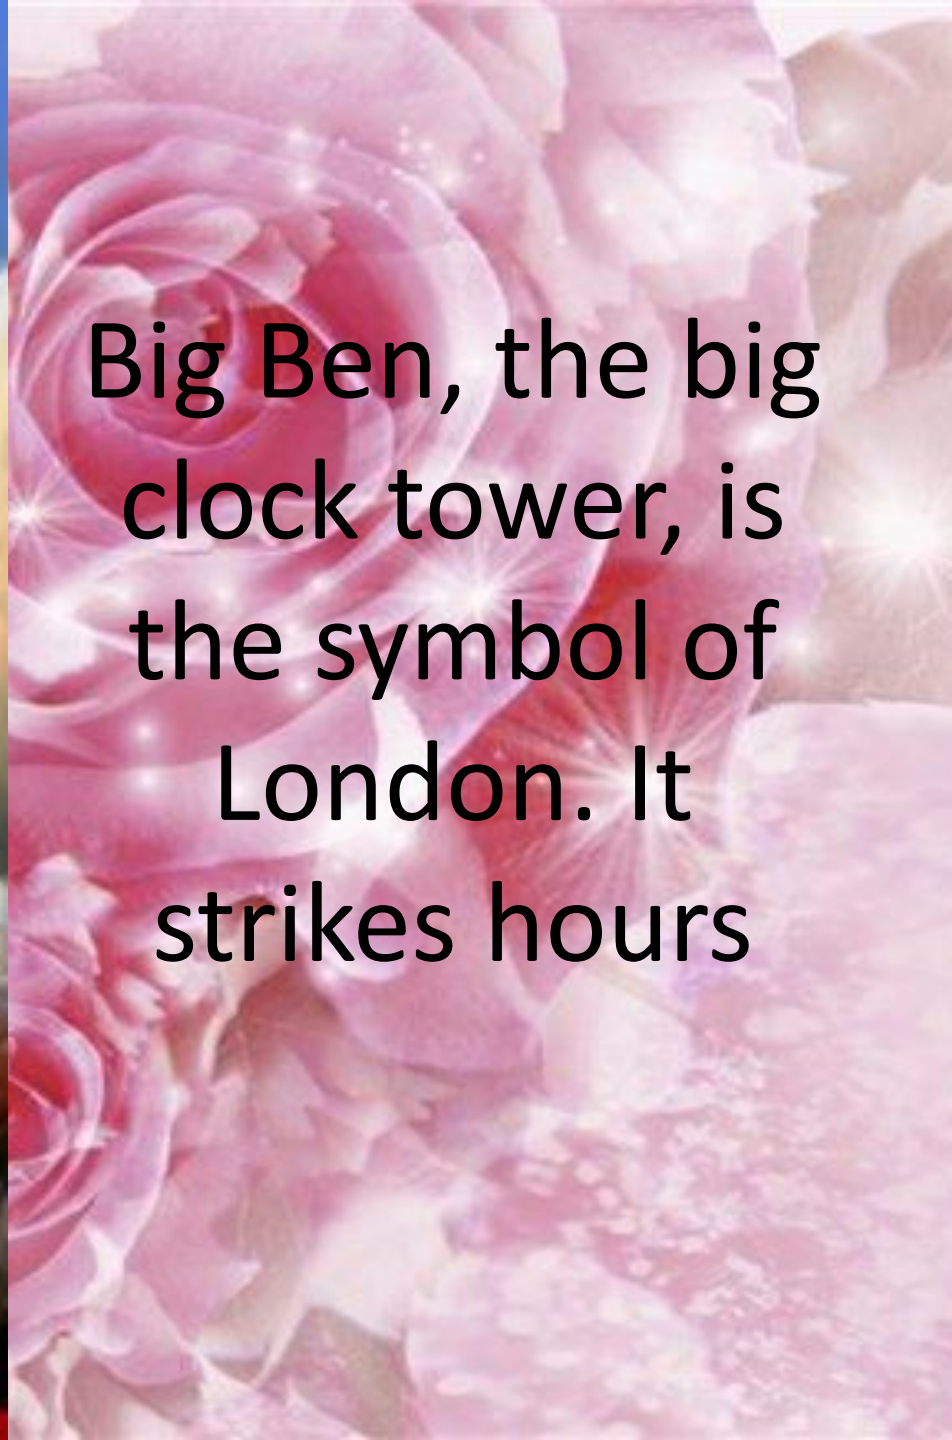 Big Ben, the big
clock tower, is
the symbol of
London. It
strikes hours